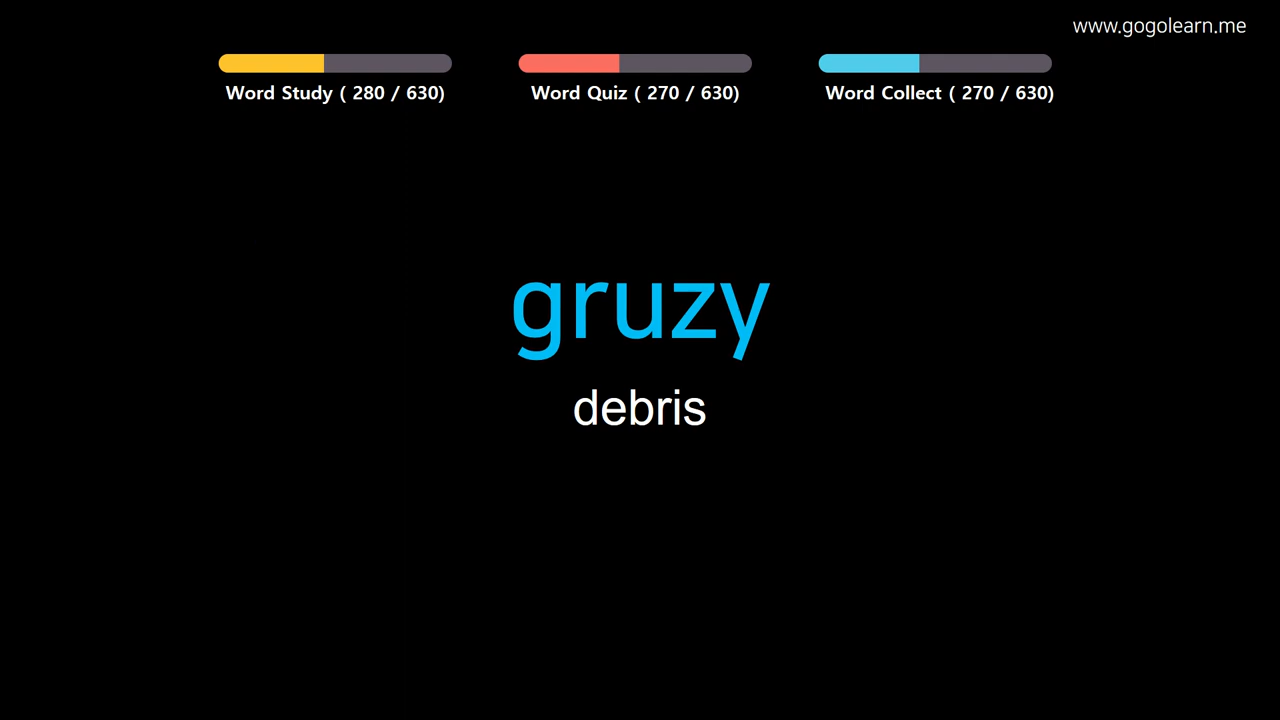 www.gogolearn.me
Word Study ( 280 / 630)
Word Quiz ( 270 / 630)
Word Collect ( 270 / 630)
gruzy
debris